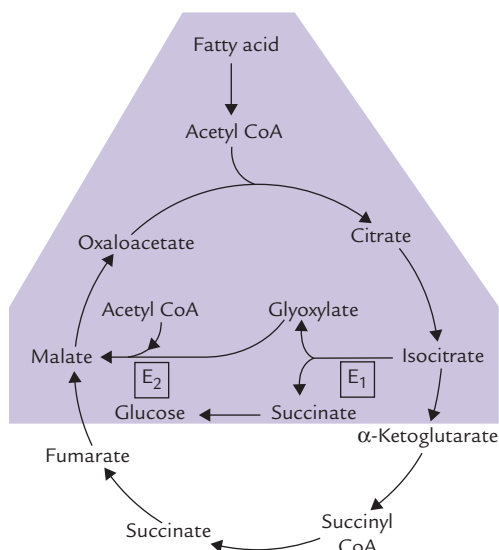 Fatty acid
Acetyl CoA
Oxaloacetate
Citrate
Acetyl CoA
Glyoxylate
Malate
Isocitrate
E₂
E₁
Glucose
Succinate
α-Ketoglutarate
Fumarate
Succinyl
CoA
Succinate